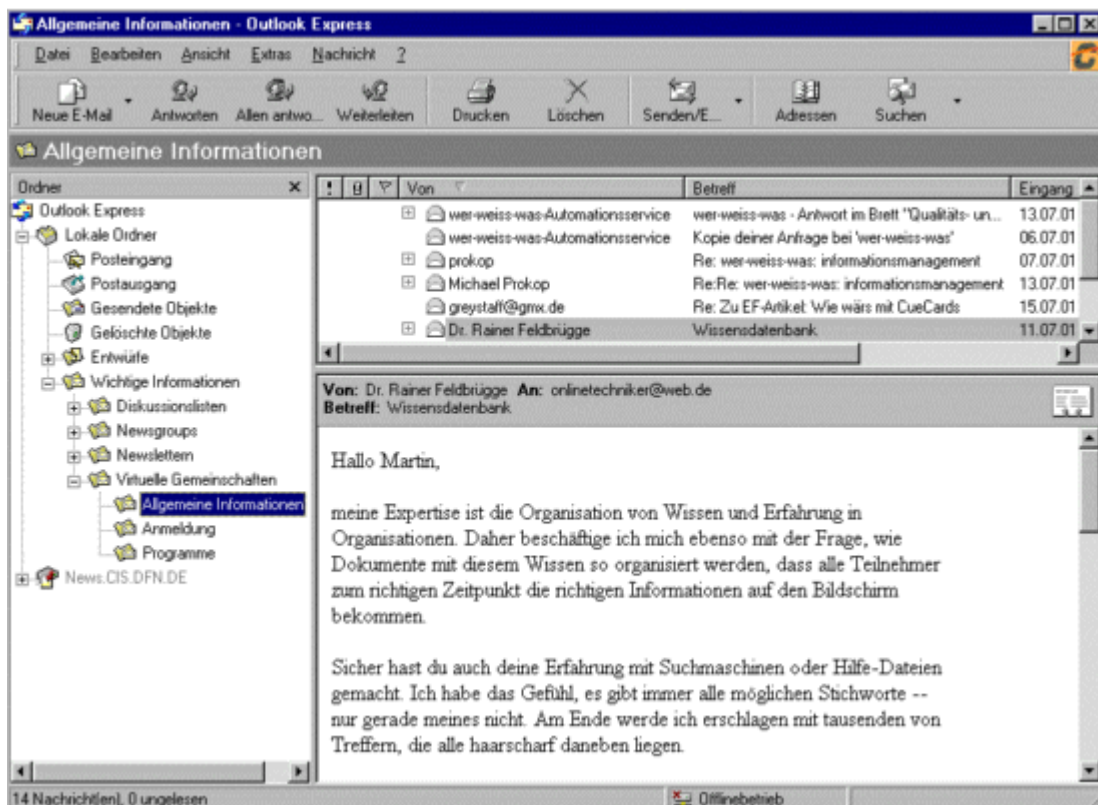 Allgemeine Informationen - Outlook Express
Datei Bearbeiten Ansicht Extras Nachricht ?
Neue E-Mail Antworten Allen antwo... Weiterleiten Drucken Löschen Senden/E... Adressen Suchen
Allgemeine Informationen
Ordner
Outlook Express
Lokale Ordner
Posteingang
Postausgang
Gesendete Objekte
Gelöschte Objekte
Entwürfe
Wichtige Informationen
Diskussionslisten
Newsgroups
Newslettern
Virtuelle Gemeinschaften
Allgemeine Informationen
Anmeldung
Programme
News.CIS.DFN.DE
! Von Betreff Eingang
wer-weiss-was-Automationsservice wer-weiss-was - Antwort im Brett "Qualitäts- un... 13.07.01
wer-weiss-was-Automationsservice Kopie deiner Anfrage bei 'wer-weiss-was' 06.07.01
prokop Re: wer-weiss-was: informationsmanagement 07.07.01
Michael Prokop Re:Re: wer-weiss-was: informationsmanagement 13.07.01
greystaff@gmx.de Re: Zu EF-Artikel: Wie wärs mit CueCards 15.07.01
Dr. Rainer Feldbrügge Wissensdatenbank 11.07.01
Von: Dr. Rainer Feldbrügge An: onlinetechniker@web.de
Betreff: Wissensdatenbank
Hallo Martin,
meine Expertise ist die Organisation von Wissen und Erfahrung in
Organisationen. Daher beschäftige ich mich ebenso mit der Frage, wie
Dokumente mit diesem Wissen so organisiert werden, dass alle Teilnehmer
zum richtigen Zeitpunkt die richtigen Informationen auf den Bildschirm
bekommen.
Sicher hast du auch deine Erfahrung mit Suchmaschinen oder Hilfe-Dateien
gemacht. Ich habe das Gefühl, es gibt immer alle möglichen Stichworte --
nur gerade meines nicht. Am Ende werde ich erschlagen mit tausenden von
Treffern, die alle haarscharf daneben liegen.
14 Nachricht(en), 0 ungelesen Offlinebetrieb